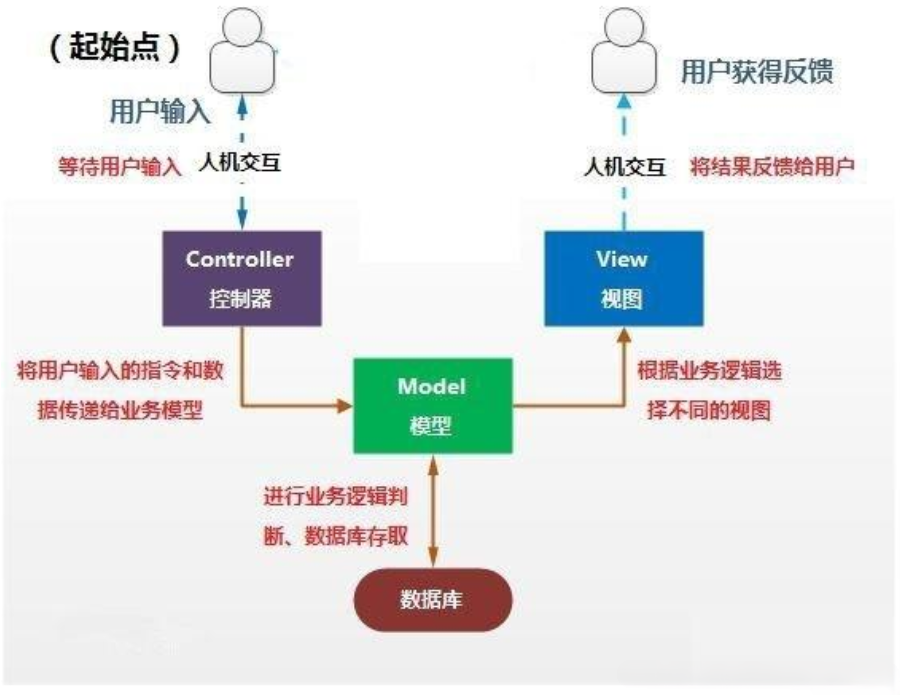 （起始点）
用户输入
等待用户输入
人机交互
Controller
控制器
将用户输入的指令和数
据传递给业务模型
Model
模型
进行业务逻辑判
断、数据库存取
数据库
根据业务逻辑选
择不同的视图
View
视图
人机交互
将结果反馈给用户
用户获得反馈